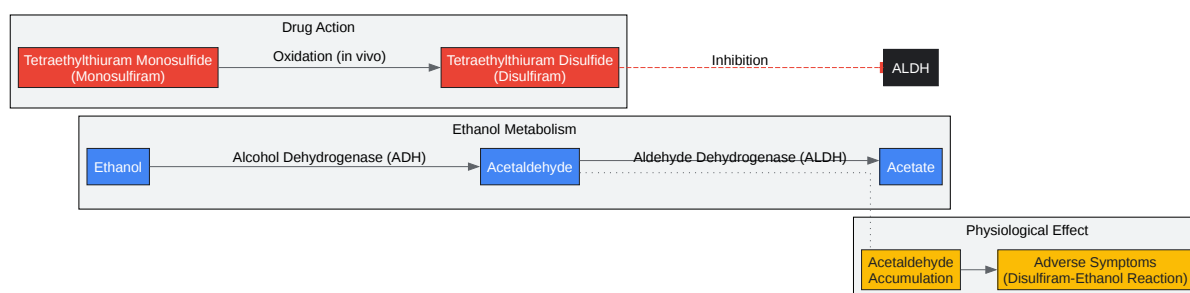 Drug Action
Tetraethylthiuram Monosulfide
(Monosulfiram)
Oxidation (in vivo)
Tetraethylthiuram Disulfide
(Disulfiram)
Inhibition
ALDH
Ethanol Metabolism
Ethanol
Alcohol Dehydrogenase (ADH)
Acetaldehyde
Aldehyde Dehydrogenase (ALDH)
Acetate
Physiological Effect
Acetaldehyde
Accumulation
Adverse Symptoms
(Disulfiram-Ethanol Reaction)